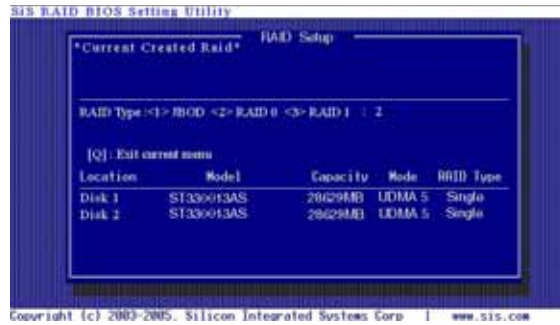 SiS RAID BIOS Setting Utility
RAID Setup
*Current Created Raid*
RAID Type :<1> JBOD <2> RAID 0 <3> RAID 1 : 2
[Q] : Exit current menu
Location Model Capacity Mode RAID Type
Disk 1 ST330013AS 28629MB UDMA 5 Single
Disk 2 ST330013AS 28629MB UDMA 5 Single
Copyright (c) 2003-2005. Silicon Integrated Systems Corp | www.sis.com